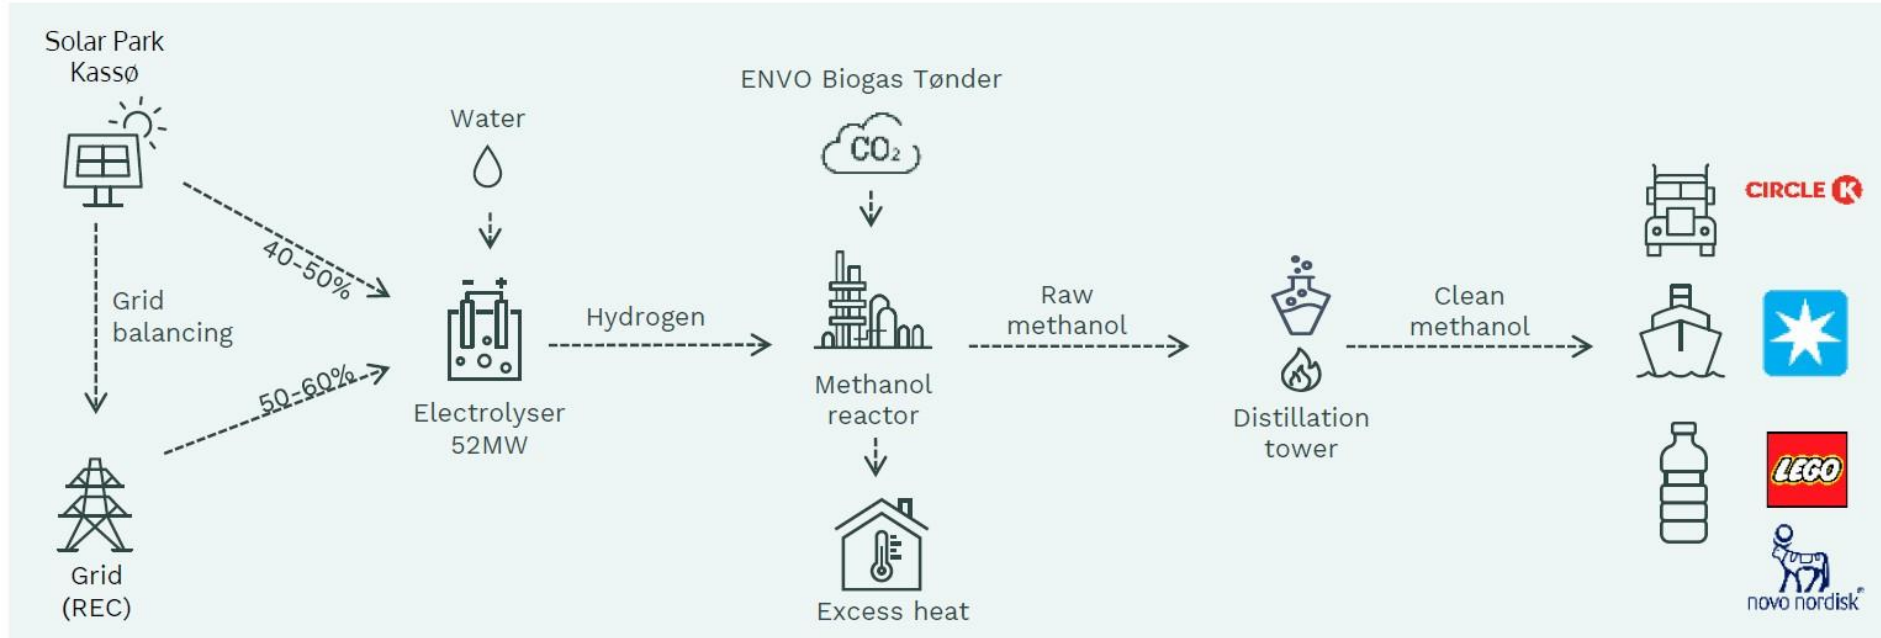 Solar Park
Kassø
40-50%
Grid
balancing
50-60%
Grid
(REC)
Water
- +
Electrolyser
52MW
Hydrogen
ENVO Biogas Tønder
CO₂
Methanol
reactor
Excess heat
Raw
methanol
Distillation
tower
Clean
methanol
CIRCLE K
LEGO
novo nordisk®